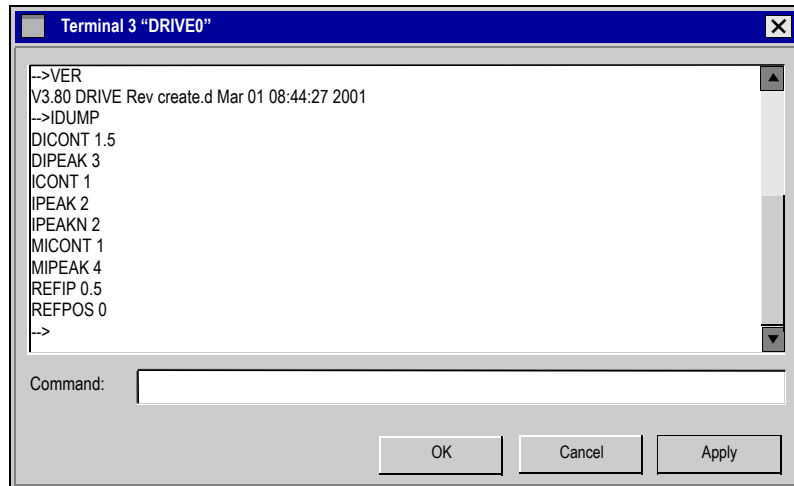 Terminal 3 “DRIVE0”
-->VER
V3.80 DRIVE Rev create.d Mar 01 08:44:27 2001
-->IDUMP
DICONT 1.5
DIPEAK 3
ICONT 1
IPEAK 2
IPEAKN 2
MICONT 1
MIPEAK 4
REFIP 0.5
REFPOS 0
-->
Command:
OK Cancel Apply